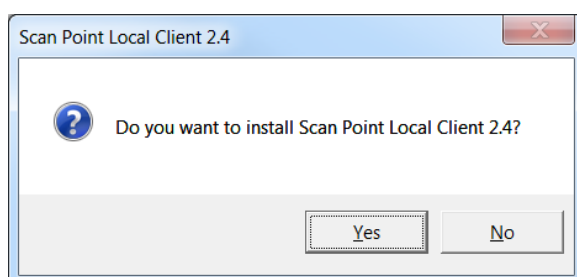 Scan Point Local Client 2.4
Do you want to install Scan Point Local Client 2.4?
Yes
No